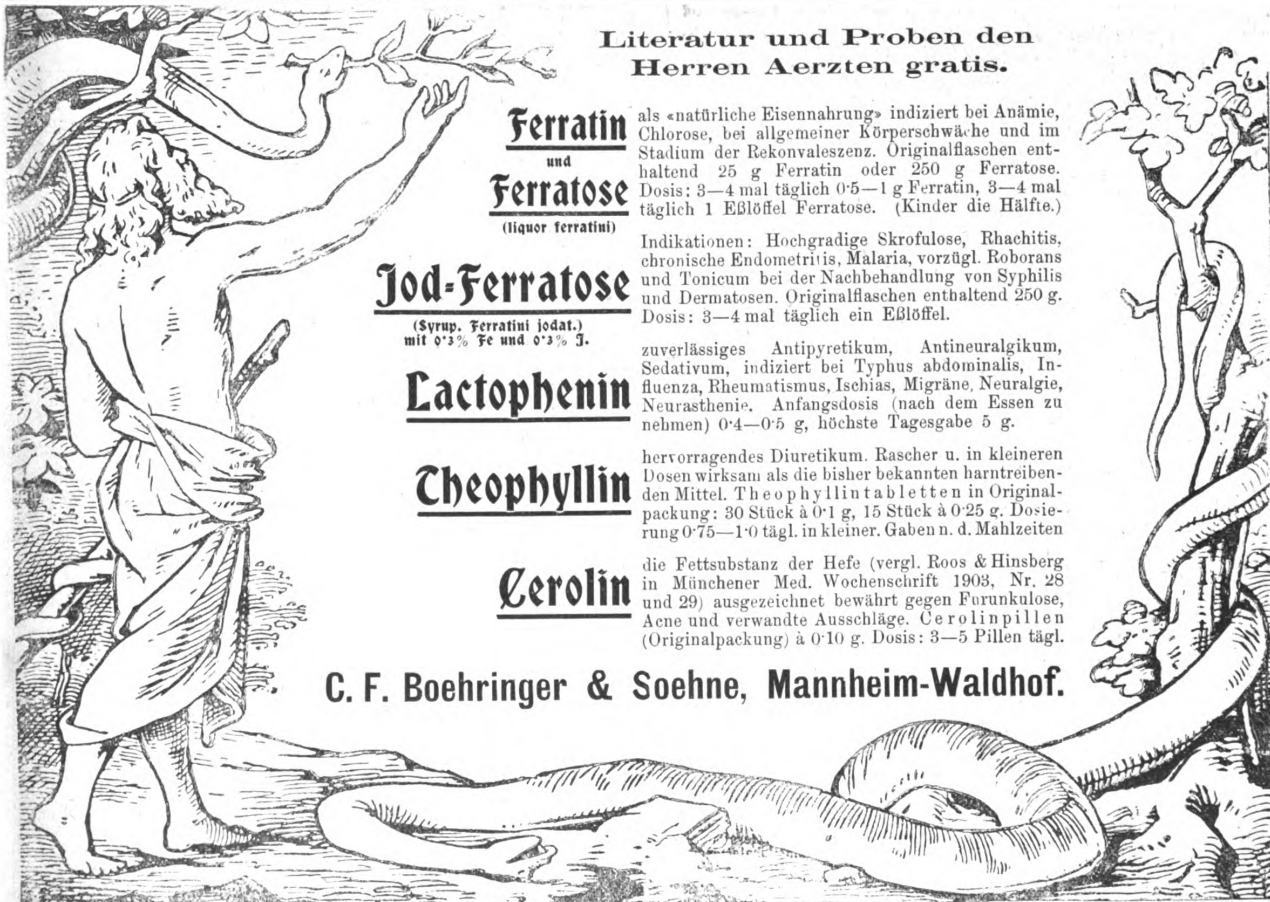 Literatur und Proben den
Herren Aerzten gratis.
Ferratin
und
Ferratose
(liquor ferratini)
als «natürliche Eisennahrung» indiziert bei Anämie,
Chlorose, bei allgemeiner Körperschwäche und im
Stadium der Rekonvaleszenz. Originalflaschen ent-
haltend 25 g Ferratin oder 250 g Ferratose.
Dosis: 3—4 mal täglich 0·5—1 g Ferratin, 3—4 mal
täglich 1 Eßlöffel Ferratose. (Kinder die Hälfte.)
Jod-Ferratose
(Syrup. Ferratini jodat.)
mit 0·3% Fe und 0·3% J.
Indikationen: Hochgradige Skrofulose, Rhachitis,
chronische Endometritis, Malaria, vorzügl. Roborans
und Tonicum bei der Nachbehandlung von Syphilis
und Dermatosen. Originalflaschen enthaltend 250 g.
Dosis: 3—4 mal täglich ein Eßlöffel.
Lactophenin
zuverlässiges Antipyretikum, Antineuralgikum,
Sedativum, indiziert bei Typhus abdominalis, In-
fluenza, Rheumatismus, Ischias, Migräne, Neuralgie,
Neurasthenie. Anfangsdosis (nach dem Essen zu
nehmen) 0·4—0·5 g, höchste Tagesgabe 5 g.
Theophyllin
hervorragendes Diuretikum. Rascher u. in kleineren
Dosen wirksam als die bisher bekannten harntreiben-
den Mittel. Theophyllintabletten in Original-
packung: 30 Stück à 0·1 g, 15 Stück à 0·25 g. Dosie-
rung 0·75—1·0 tägl. in kleiner. Gaben n. d. Mahlzeiten
Cerolin
die Fettsubstanz der Hefe (vergl. Roos & Hinsberg
in Münchener Med. Wochenschrift 1903, Nr. 28
und 29) ausgezeichnet bewährt gegen Furunkulose,
Acne und verwandte Ausschläge. Cerolinpillen
(Originalpackung) à 0·10 g. Dosis: 3—5 Pillen tägl.
C. F. Boehringer & Soehne, Mannheim-Waldhof.